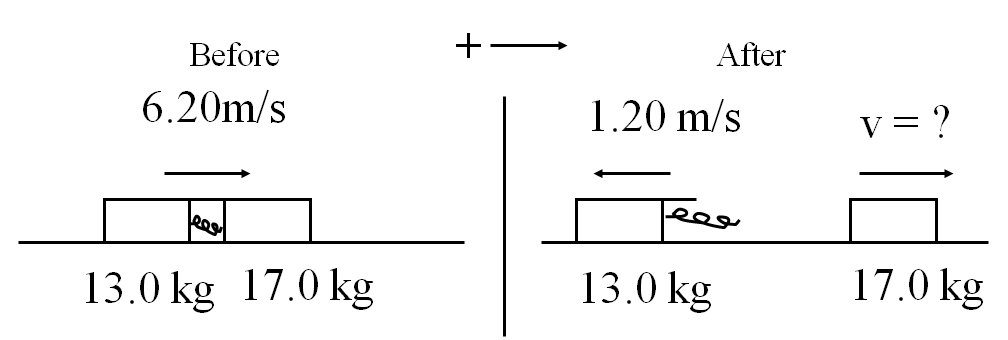 Before
+
After
6.20m/s
1.20 m/s
v = ?
13.0 kg 17.0 kg
13.0 kg
17.0 kg